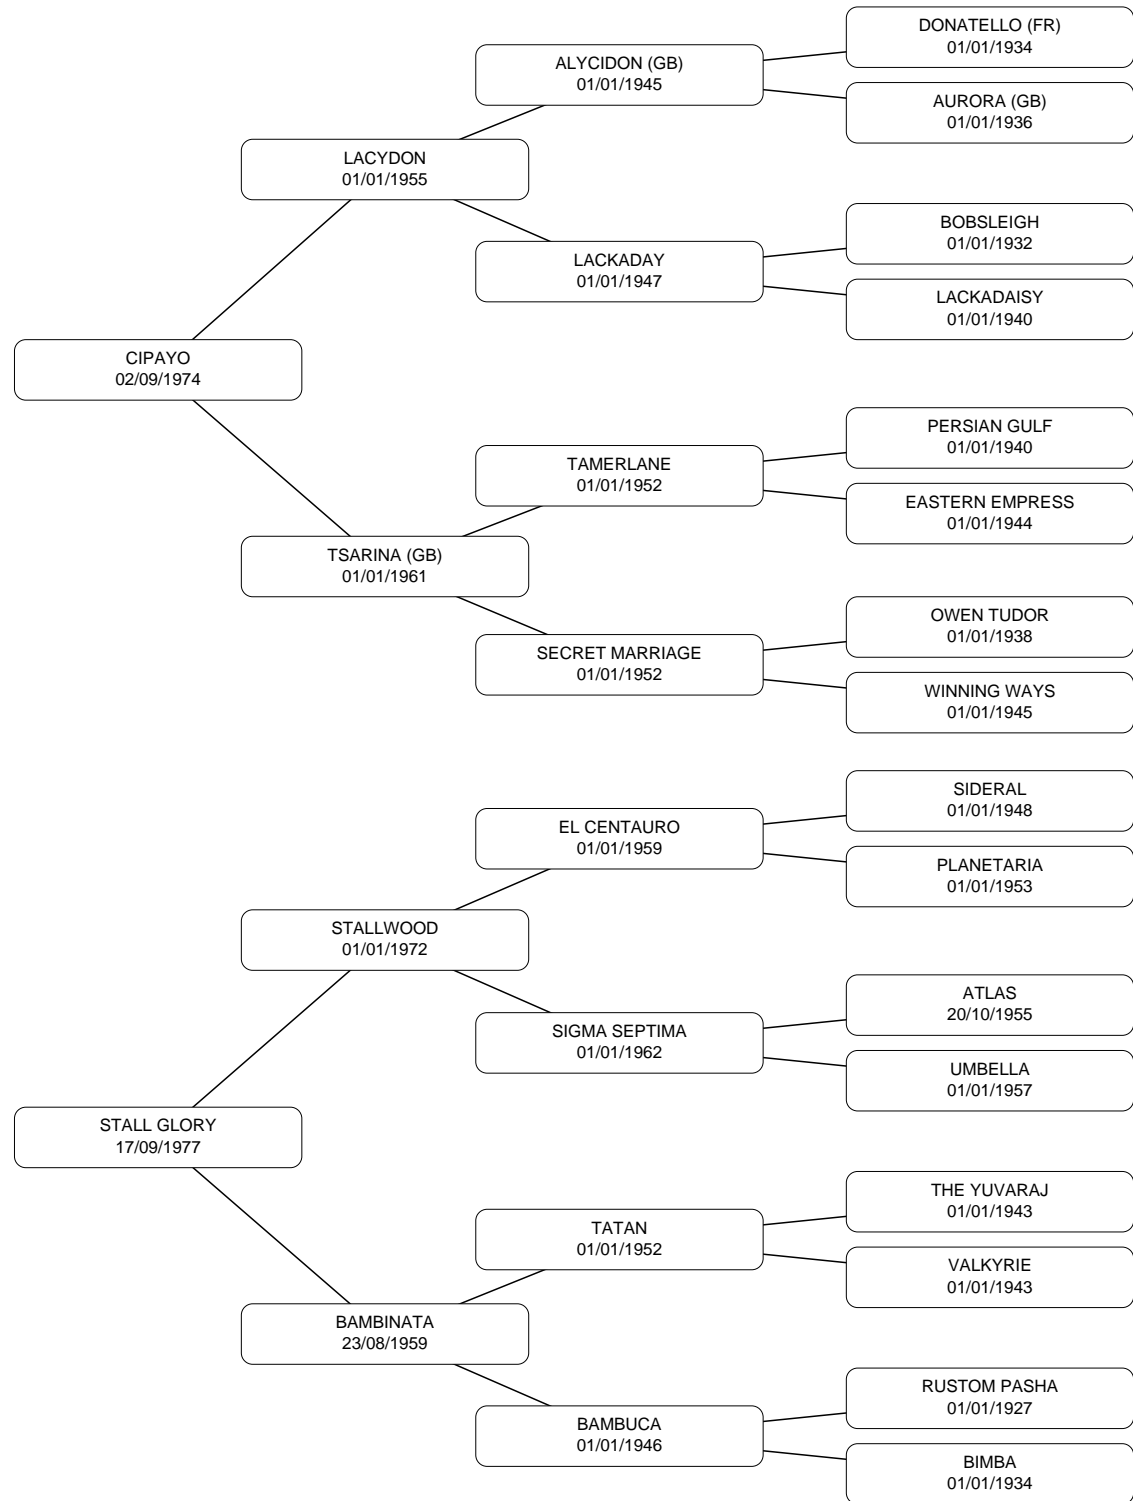 DONATELLO (FR)
01/01/1934
ALYCIDON (GB)
01/01/1945
AURORA (GB)
01/01/1936
LACYDON
01/01/1955
BOBSLEIGH
01/01/1932
LACKADAY
01/01/1947
LACKADAISY
01/01/1940
CIPAYO
02/09/1974
PERSIAN GULF
01/01/1940
TAMERLANE
01/01/1952
EASTERN EMPRESS
01/01/1944
TSARINA (GB)
01/01/1961
OWEN TUDOR
01/01/1938
SECRET MARRIAGE
01/01/1952
WINNING WAYS
01/01/1945
SIDERAL
01/01/1948
EL CENTAURO
01/01/1959
PLANETARIA
01/01/1953
STALLWOOD
01/01/1972
ATLAS
20/10/1955
SIGMA SEPTIMA
01/01/1962
UMBELLA
01/01/1957
STALL GLORY
17/09/1977
THE YUVARAJ
01/01/1943
TATAN
01/01/1952
VALKYRIE
01/01/1943
BAMBINATA
23/08/1959
RUSTOM PASHA
01/01/1927
BAMBUCA
01/01/1946
BIMBA
01/01/1934